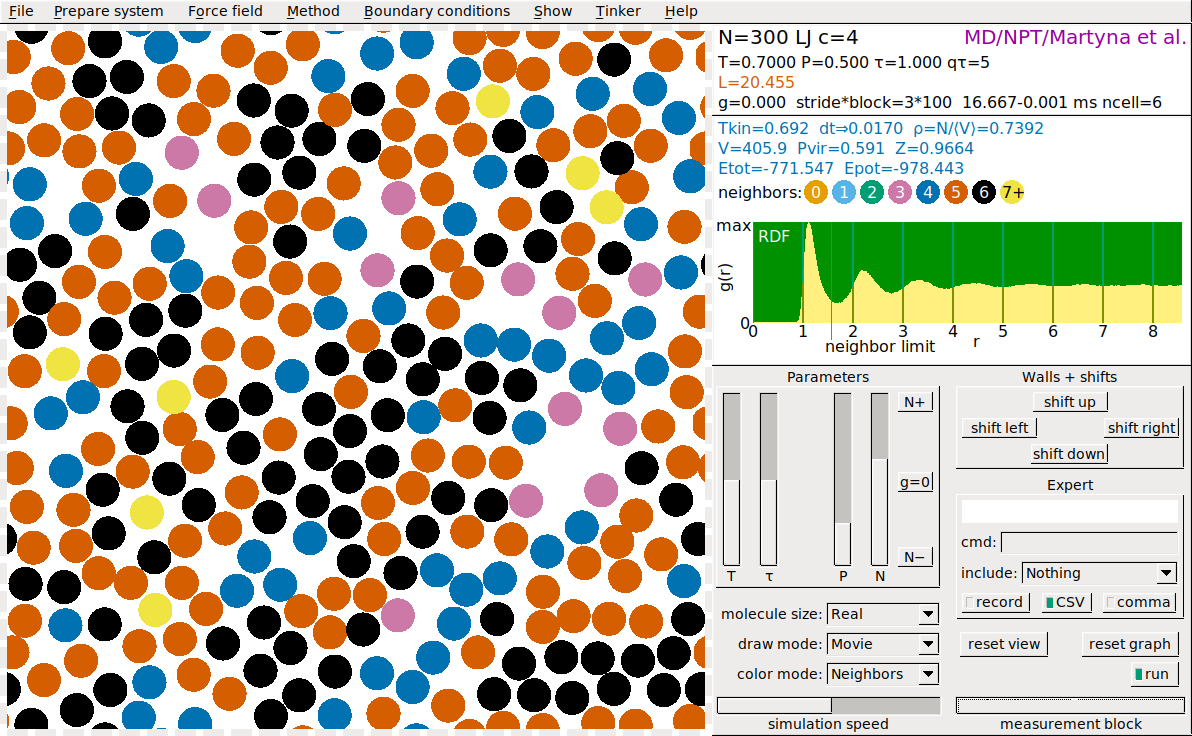 File Prepare system Force field Method Boundary conditions Show Tinker Help
N=300 LJ c=4 MD/NPT/Martyna et al.
T=0.7000 P=0.500 τ=1.000 qτ=5
L=20.455
g=0.000 stride*block=3*100 16.667-0.001 ms ncell=6
Tkin=0.692 dt⇒0.0170 ρ=N/⟨V⟩=0.7392
V=405.9 Pvir=0.591 Z=0.9664
Etot=-771.547 Epot=-978.443
neighbors: 0 1 2 3 4 5 6 7+
max
RDF
g(r)
0
0 1 2 3 4 5 6 7 8
neighbor limit r
Parameters
N+
g=0
N−
T τ P N
molecule size: Real
draw mode: Movie
color mode: Neighbors
simulation speed
Walls + shifts
shift up
shift left shift right
shift down
Expert
cmd:
include: Nothing
record CSV comma
reset view reset graph
run
measurement block